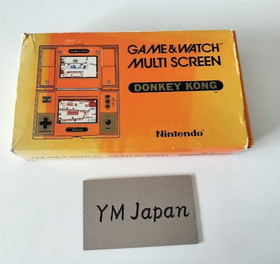 GAME&WATCH
MULTI SCREEN
DONKEY KONG
Nintendo
YM Japan